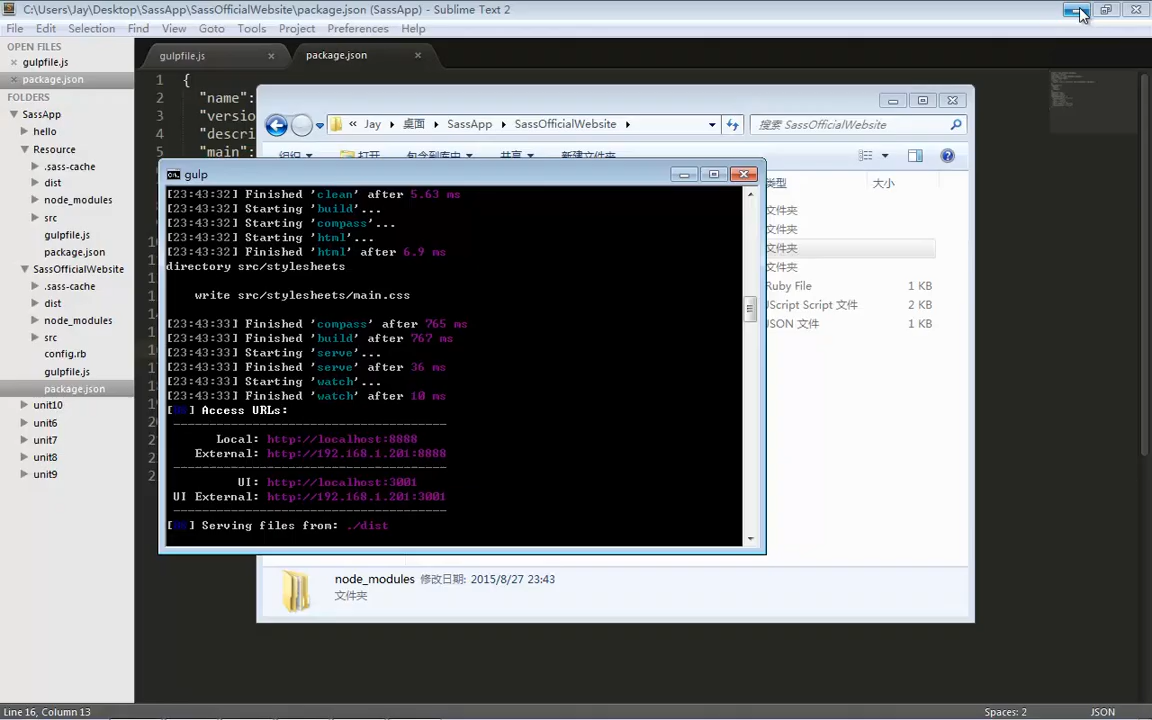 C:\Users\Jay\Desktop\SassApp\SassOfficialWebsite\package.json (SassApp) - Sublime Text 2
File Edit Selection Find View Goto Tools Project Preferences Help
OPEN FILES
gulpfile.js
package.json
FOLDERS
SassApp
hello
Resource
.sass-cache
dist
node_modules
src
gulpfile.js
package.json
SassOfficialWebsite
.sass-cache
dist
node_modules
src
config.rb
gulpfile.js
package.json
unit10
unit6
unit7
unit8
unit9
gulpfile.js
package.json
1 {
2 "name":
3 "versio
4 "descri
5 "main":
Jay 桌面 SassApp SassOfficialWebsite
搜索 SassOfficialWebsite
组织 打开 包含到库中 共享 新建文件夹
类型 大小
文件夹
文件夹
文件夹
文件夹
Ruby File 1 KB
JScript Script 文件 2 KB
JSON 文件 1 KB
gulp
[23:43:32] Finished 'clean' after 5.63 ms
[23:43:32] Starting 'build'...
[23:43:32] Starting 'compass'...
[23:43:32] Starting 'html'...
[23:43:32] Finished 'html' after 6.9 ms
directory src/stylesheets
write src/stylesheets/main.css
[23:43:33] Finished 'compass' after 765 ms
[23:43:33] Finished 'build' after 767 ms
[23:43:33] Starting 'serve'...
[23:43:33] Finished 'serve' after 36 ms
[23:43:33] Starting 'watch'...
[23:43:33] Finished 'watch' after 10 ms
Access URLs:
Local: http://localhost:8888
External: http://192.168.1.201:8888
UI: http://localhost:3001
UI External: http://192.168.1.201:3001
Serving files from: ./dist
node_modules 修改日期: 2015/8/27 23:43
文件夹
Line 16, Column 13
Spaces: 2
JSON